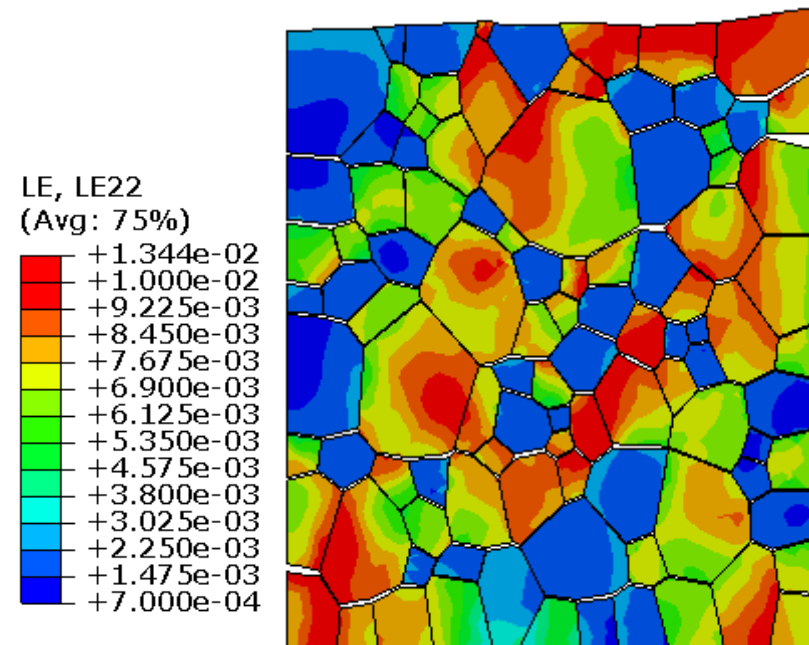 LE, LE22
(Avg: 75%)
+1.344e-02
+1.000e-02
+9.225e-03
+8.450e-03
+7.675e-03
+6.900e-03
+6.125e-03
+5.350e-03
+4.575e-03
+3.800e-03
+3.025e-03
+2.250e-03
+1.475e-03
+7.000e-04